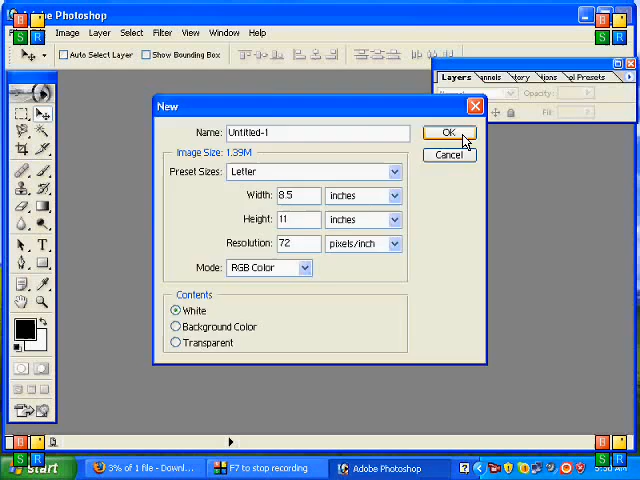 Adobe Photoshop
Image Layer Select Filter View Window Help
Auto Select Layer Show Bounding Box
Layers
Opacity:
Fill:
New
Name: Untitled-1 OK
Image Size: 1.39M Cancel
Preset Sizes: Letter
Width: 8.5 inches
Height: 11 inches
Resolution: 72 pixels/inch
Mode: RGB Color
Contents
White
Background Color
Transparent
start 3% of 1 file - Downl... F7 to stop recording Adobe Photoshop